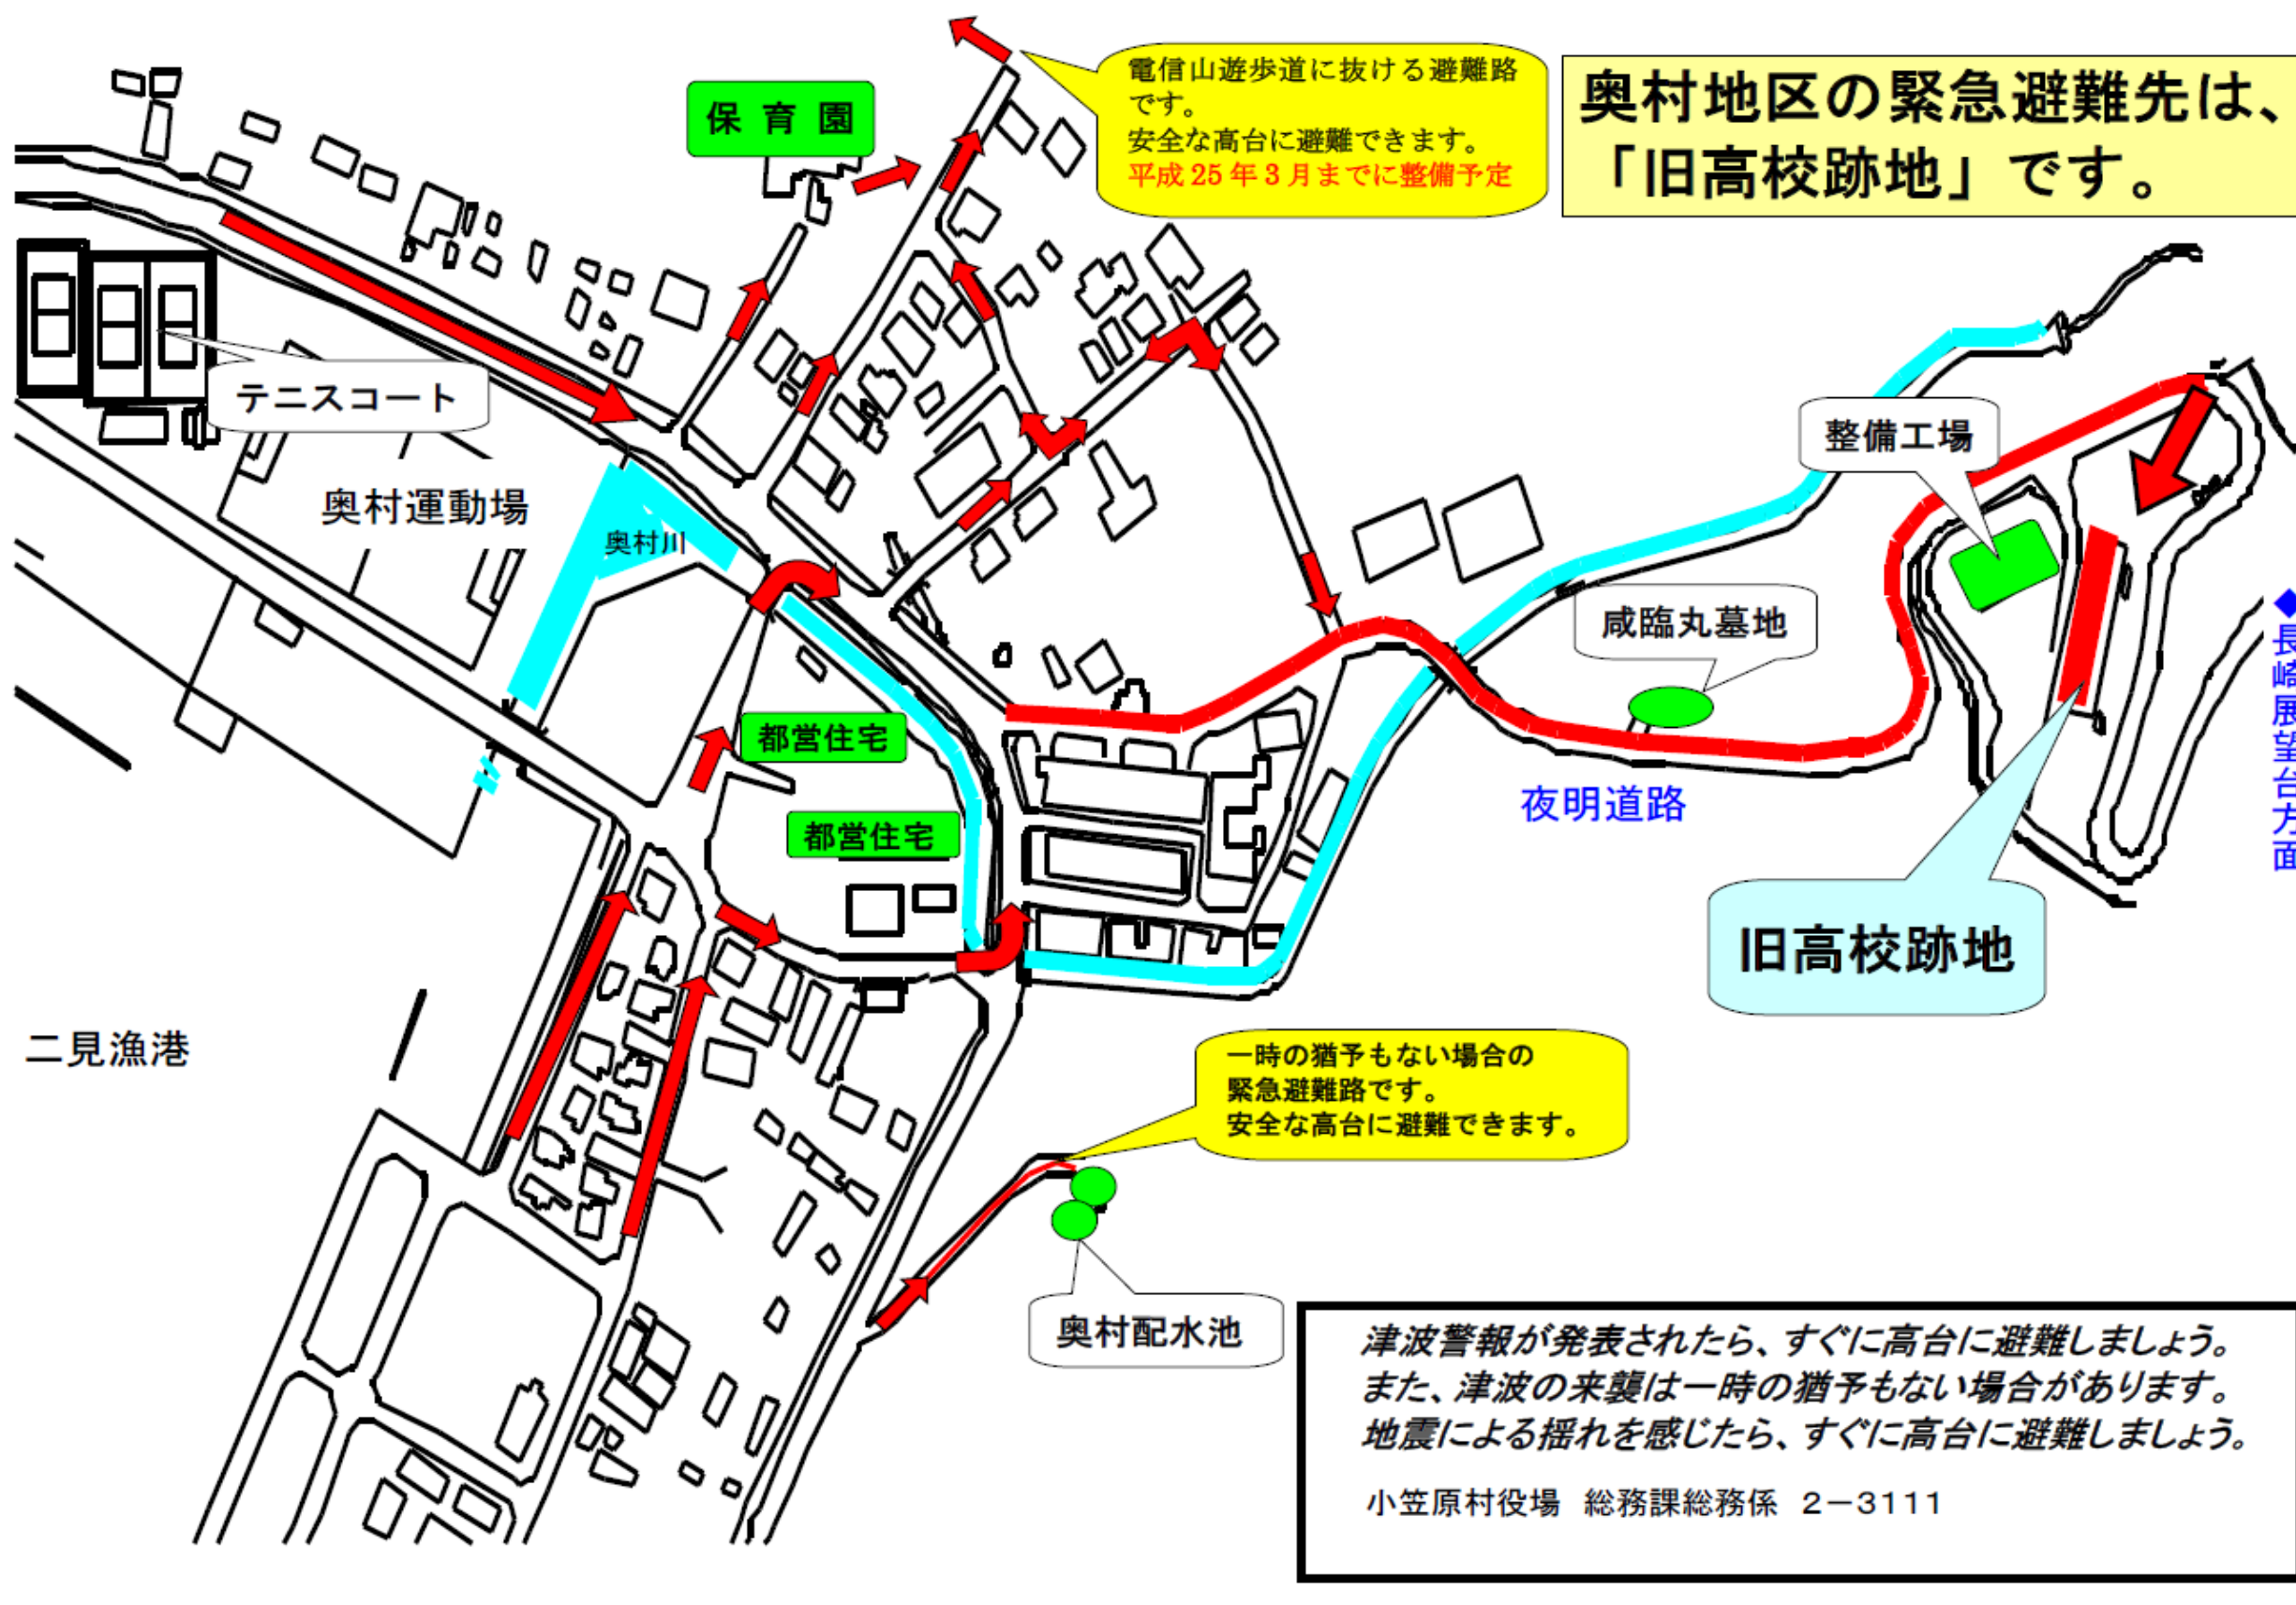 奥村地区の緊急避難先は、
「旧高校跡地」です。
電信山遊歩道に抜ける避難路
です。
安全な高台に避難できます。
平成25年3月までに整備予定
保育園
テニスコート
奥村運動場
奥村川
整備工場
咸臨丸墓地
◆長崎展望台方面
都営住宅
都営住宅
夜明道路
旧高校跡地
二見漁港
一時の猶予もない場合の
緊急避難路です。
安全な高台に避難できます。
奥村配水池
津波警報が発表されたら、すぐに高台に避難しましょう。
また、津波の来襲は一時の猶予もない場合があります。
地震による揺れを感じたら、すぐに高台に避難しましょう。
小笠原村役場 総務課総務係 2－3111